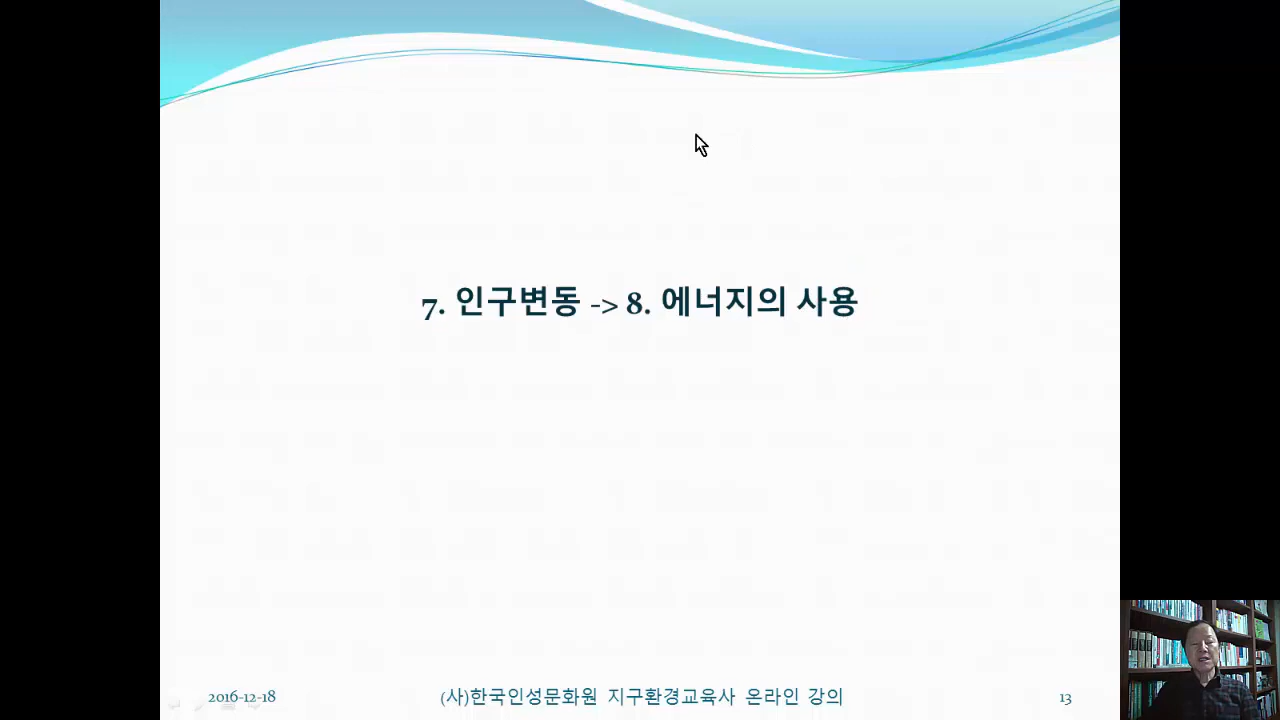 7. 인구변동 -> 8. 에너지의 사용
2016-12-18
(사)한국인성문화원 지구환경교육사 온라인 강의
13